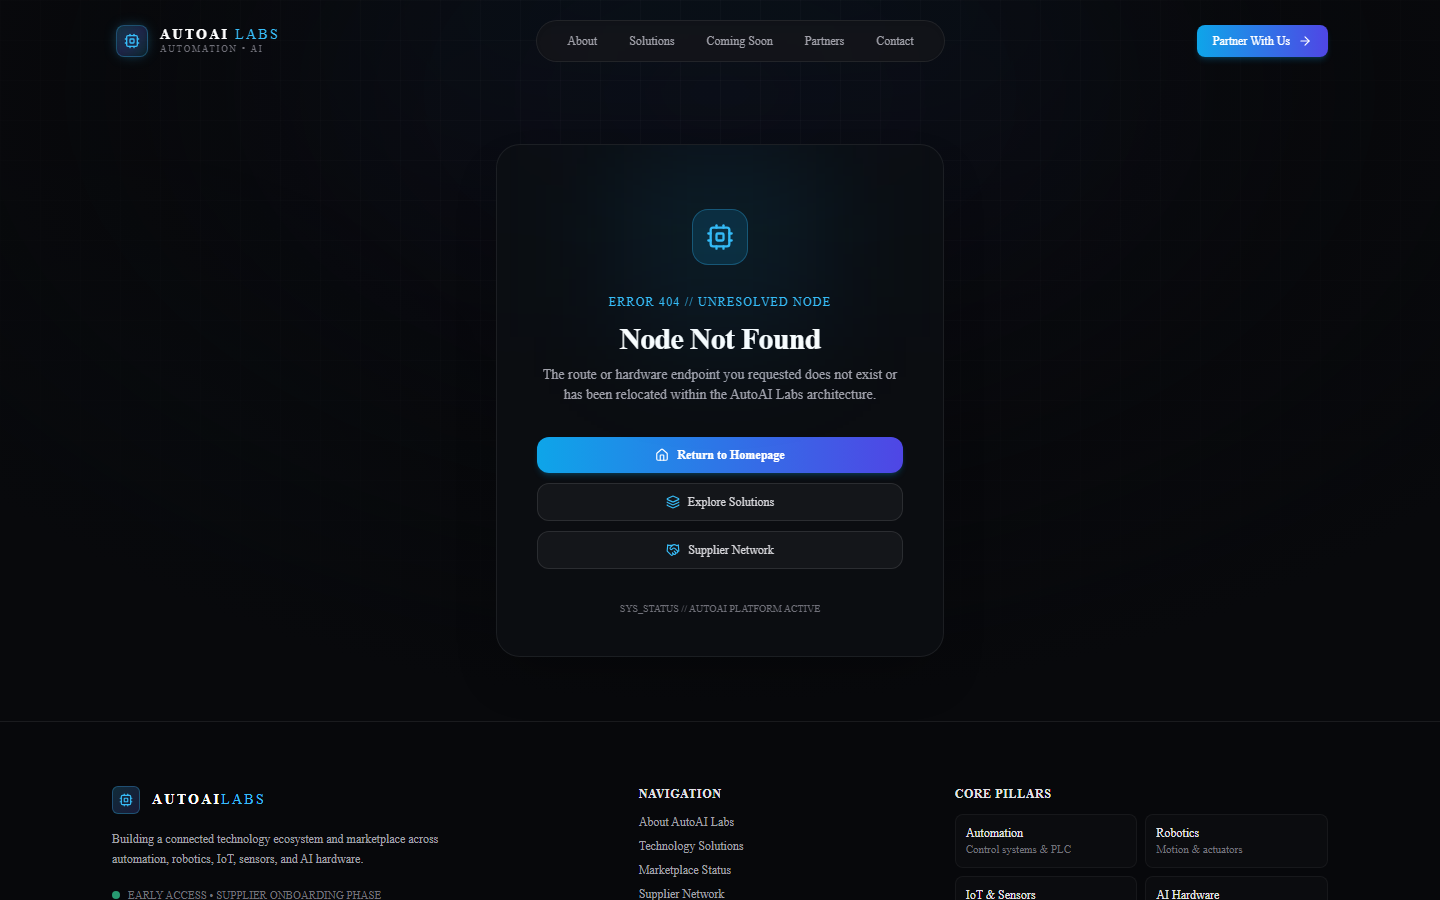 AUTOAI LABS
AUTOMATION • AI
About
Solutions
Coming Soon
Partners
Contact
Partner With Us
ERROR 404 // UNRESOLVED NODE
Node Not Found
The route or hardware endpoint you requested does not exist or
has been relocated within the AutoAI Labs architecture.
Return to Homepage
Explore Solutions
Supplier Network
SYS_STATUS // AUTOAI PLATFORM ACTIVE
AUTOAILABS
Building a connected technology ecosystem and marketplace across
automation, robotics, IoT, sensors, and AI hardware.
EARLY ACCESS • SUPPLIER ONBOARDING PHASE
NAVIGATION
About AutoAI Labs
Technology Solutions
Marketplace Status
Supplier Network
CORE PILLARS
Automation
Control systems & PLC
Robotics
Motion & actuators
IoT & Sensors
AI Hardware